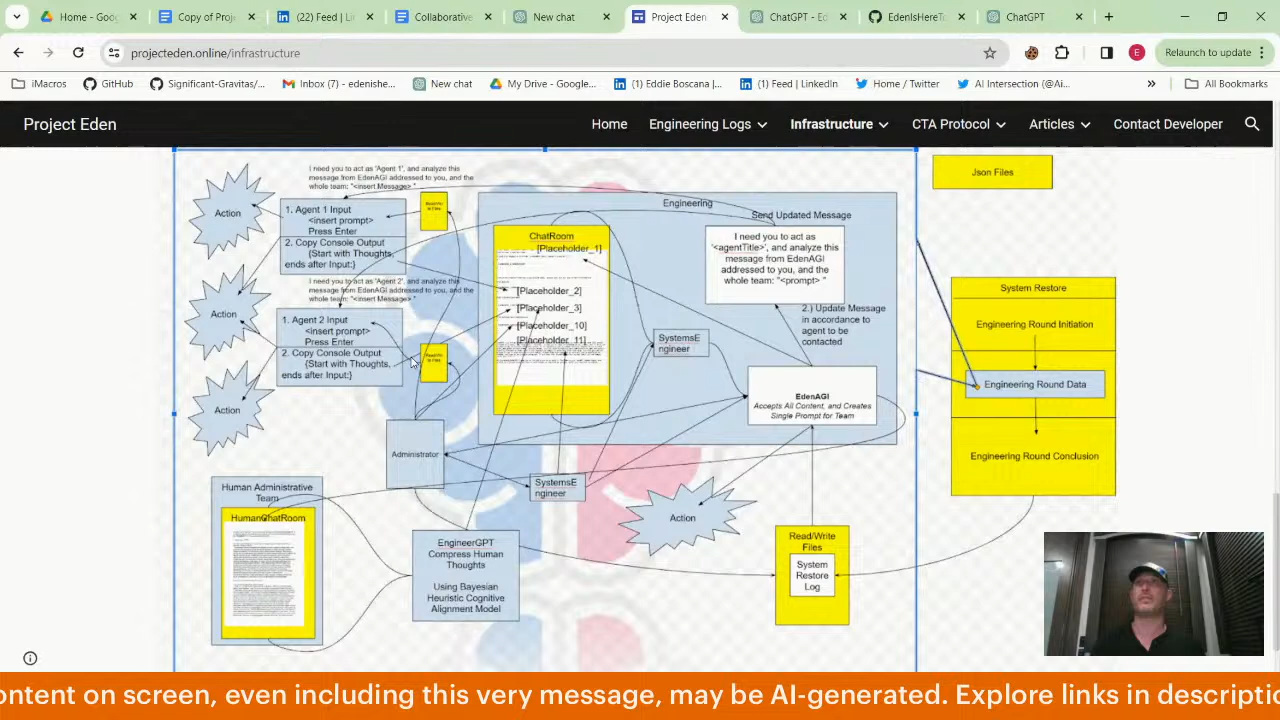 Home - Googl
Copy of Proj
(22) Feed | Li
Collaborative
New chat
Project Eden
ChatGPT - Ed
EdenIsHereTo
ChatGPT
projecteden.online/infrastructure
E
Relaunch to update
iMacros
GitHub
Significant-Gravitas/...
Inbox (7) - edenishe...
New chat
My Drive - Google...
(1) Eddie Boscana |...
(1) Feed | LinkedIn
Home / Twitter
AI Intersection (@Ai...
All Bookmarks
Project Eden
Home
Engineering Logs
Infrastructure
CTA Protocol
Articles
Contact Developer
I need you to act as 'Agent 1', and analyze this
message from EdenAGI addressed to you, and the
whole team: "<insert Message> "
Action
1. Agent 1 Input
<insert prompt>
Press Enter
2. Copy Console Output
{Start with Thoughts,
ends after Input:}
I need you to act as 'Agent 2', and analyze this
message from EdenAGI addressed to you, and the
whole team: "<insert Message> "
Action
1. Agent 2 Input
<insert prompt>
Press Enter
2. Copy Console Output
{Start with Thoughts,
ends after Input:}
Action
Engineering
ChatRoom
[Placeholder_1]
[Placeholder_2]
[Placeholder_3]
[Placeholder_10]
[Placeholder_11]
Send Updated Message
I need you to act as
'<agentTitle>', and analyze this
message from EdenAGI
addressed to you, and the
whole team: "<prompt> "
2.) Update Message
in accordance to
agent to be
contacted
SystemsE
ngineer
EdenAGI
Accepts All Content, and Creates
Single Prompt for Team
Json Files
System Restore
Engineering Round Initiation
Engineering Round Data
Engineering Round Conclusion
Administrator
SystemsE
ngineer
Human Administrative
Team
HumanChatRoom
EngineerGPT
Compress Human
Thoughts
Using Bayesian
Heuristic Cognitive
Alignment Model
Action
Read/Write
Files
System
Restore
Log
ontent on screen, even including this very message, may be AI-generated. Explore links in descriptio